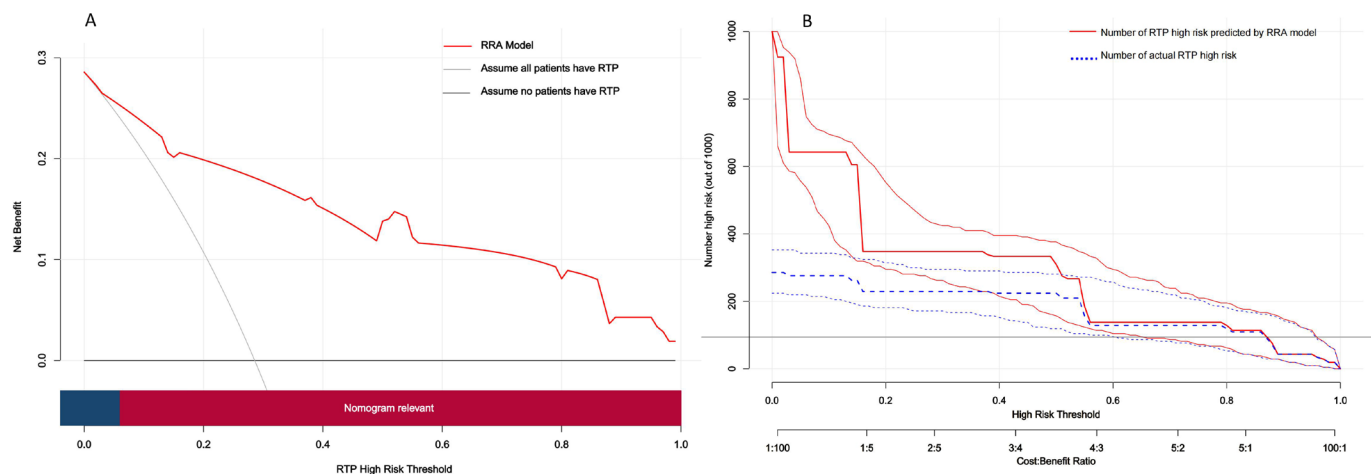 A
RRA Model
Assume all patients have RTP
Assume no patients have RTP
Net Benefit
0.3
0.2
0.1
0.0
Nomogram relevant
0.0 0.2 0.4 0.6 0.8 1.0
RTP High Risk Threshold
B
Number of RTP high risk predicted by RRA model
Number of actual RTP high risk
Number high risk (out of 1000)
1000
800
600
400
200
0
0.0 0.2 0.4 0.6 0.8 1.0
High Risk Threshold
1:100 1:5 2:5 3:4 4:3 5:2 5:1 100:1
Cost:Benefit Ratio